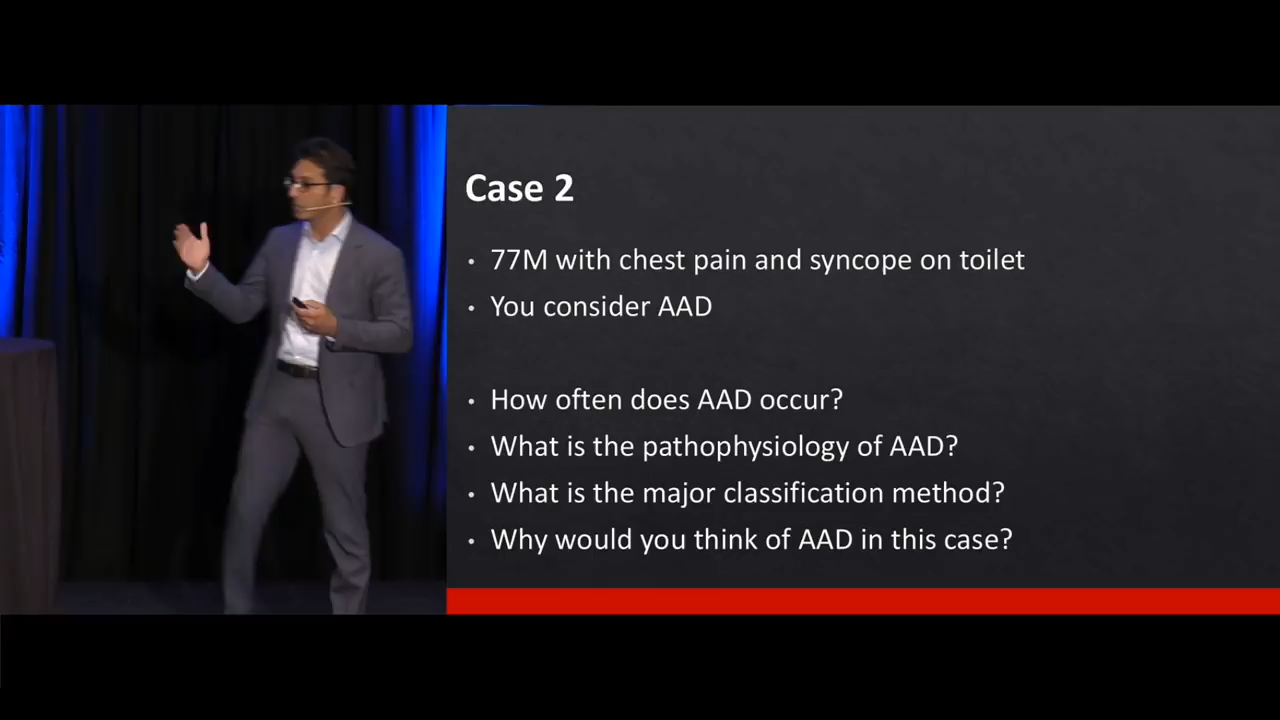 Case 2
• 77M with chest pain and syncope on toilet
• You consider AAD
• How often does AAD occur?
• What is the pathophysiology of AAD?
• What is the major classification method?
• Why would you think of AAD in this case?